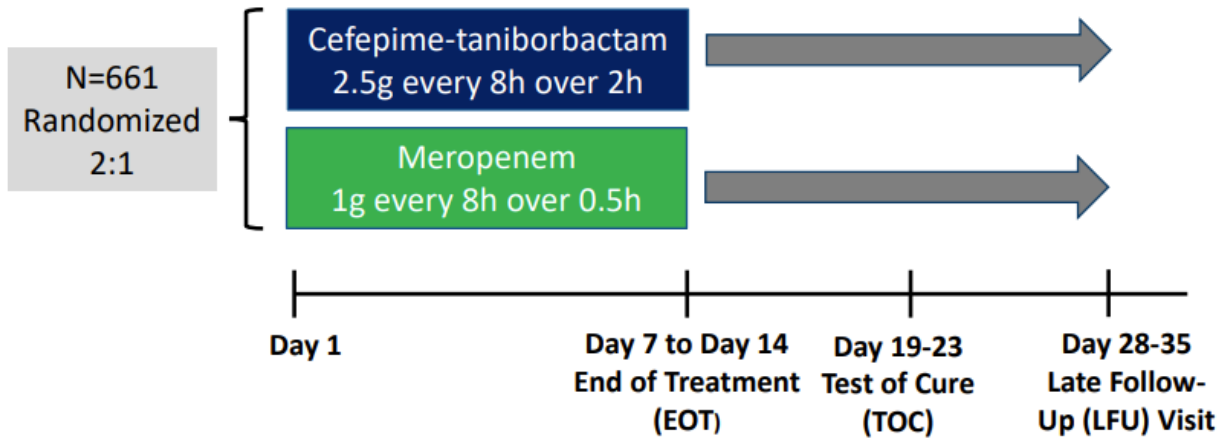 N=661
Randomized
2:1
Cefepime-taniborbactam
2.5g every 8h over 2h
Meropenem
1g every 8h over 0.5h
Day 1
Day 7 to Day 14
End of Treatment
(EOT)
Day 19-23
Test of Cure
(TOC)
Day 28-35
Late Follow-
Up (LFU) Visit